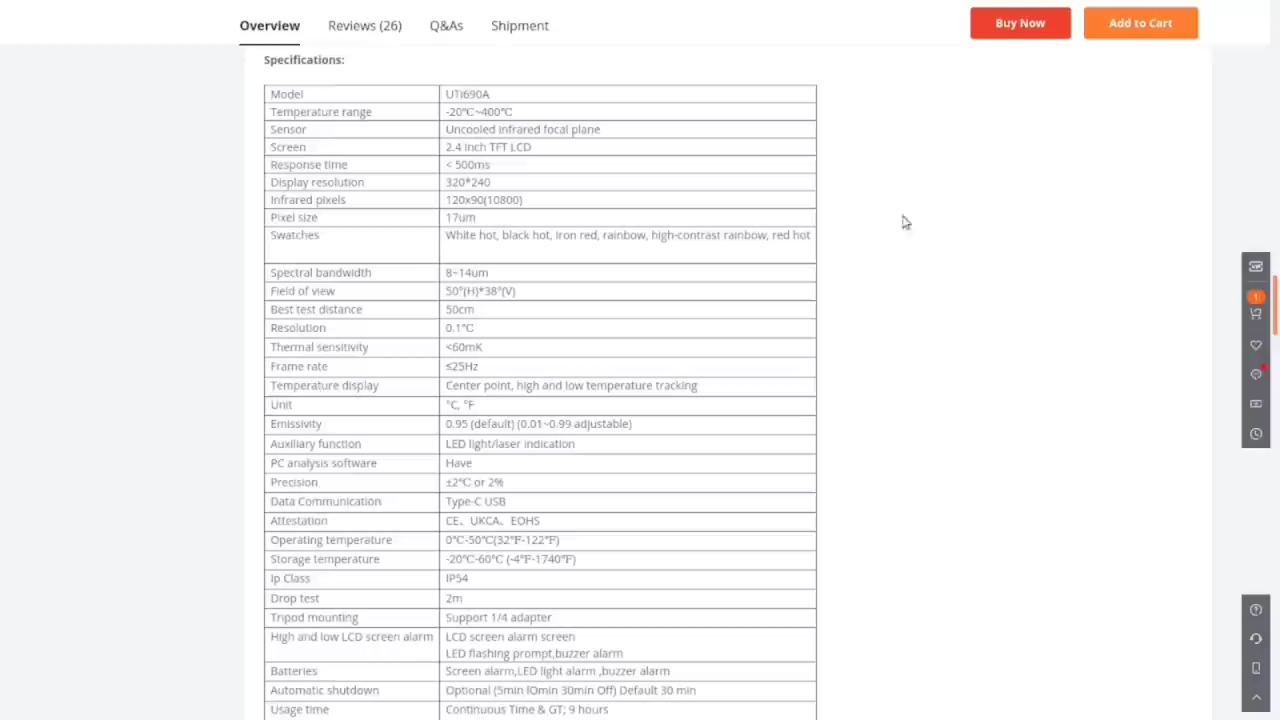 Overview Reviews (26) Q&As Shipment Buy Now Add to Cart
Specifications:
Model UTi690A
Temperature range -20℃~400℃
Sensor Uncooled infrared focal plane
Screen 2.4 inch TFT LCD
Response time < 500ms
Display resolution 320*240
Infrared pixels 120x90(10800)
Pixel size 17um
Swatches White hot, black hot, iron red, rainbow, high-contrast rainbow, red hot
Spectral bandwidth 8~14um
Field of view 50°(H)*38°(V)
Best test distance 50cm
Resolution 0.1℃
Thermal sensitivity <60mK
Frame rate ≤25Hz
Temperature display Center point, high and low temperature tracking
Unit ℃, ℉
Emissivity 0.95 (default) (0.01~0.99 adjustable)
Auxiliary function LED light/laser indication
PC analysis software Have
Precision ±2℃ or 2%
Data Communication Type-C USB
Attestation CE、UKCA、EOHS
Operating temperature 0℃-50℃(32℉-122℉)
Storage temperature -20℃-60℃ (-4℉-1740℉)
Ip Class IP54
Drop test 2m
Tripod mounting Support 1/4 adapter
High and low LCD screen alarm LCD screen alarm screen
LED flashing prompt,buzzer alarm
Batteries Screen alarm,LED light alarm ,buzzer alarm
Automatic shutdown Optional (5min lOmin 30min Off) Default 30 min
Usage time Continuous Time & GT; 9 hours
1